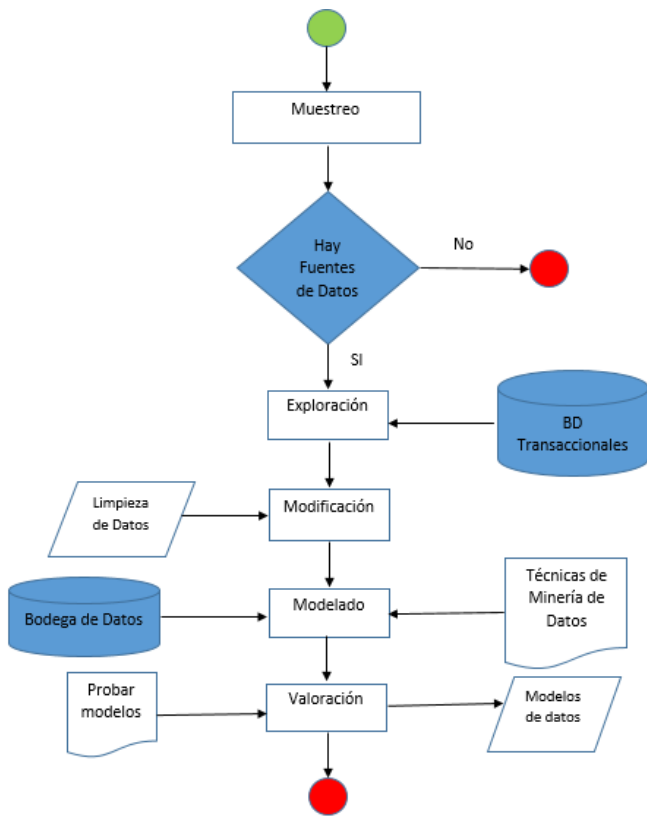 Muestreo
Hay
Fuentes
de Datos
No
SI
Exploración
BD
Transaccionales
Limpieza
de Datos
Modificación
Bodega de Datos
Modelado
Técnicas de
Minería de
Datos
Probar
modelos
Valoración
Modelos
de datos